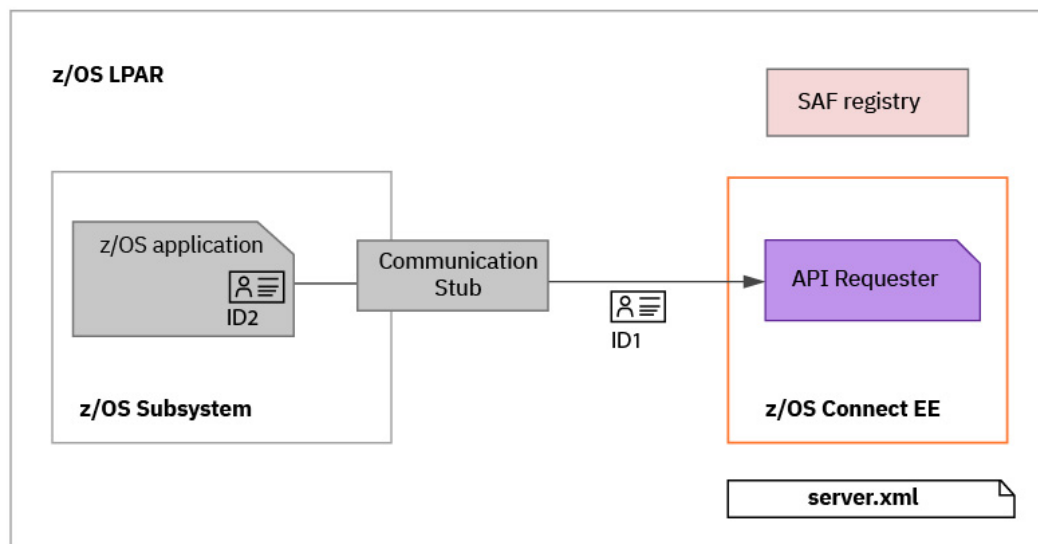 z/OS LPAR
SAF registry
z/OS application
ID2
Communication
Stub
ID1
API Requester
z/OS Subsystem
z/OS Connect EE
server.xml